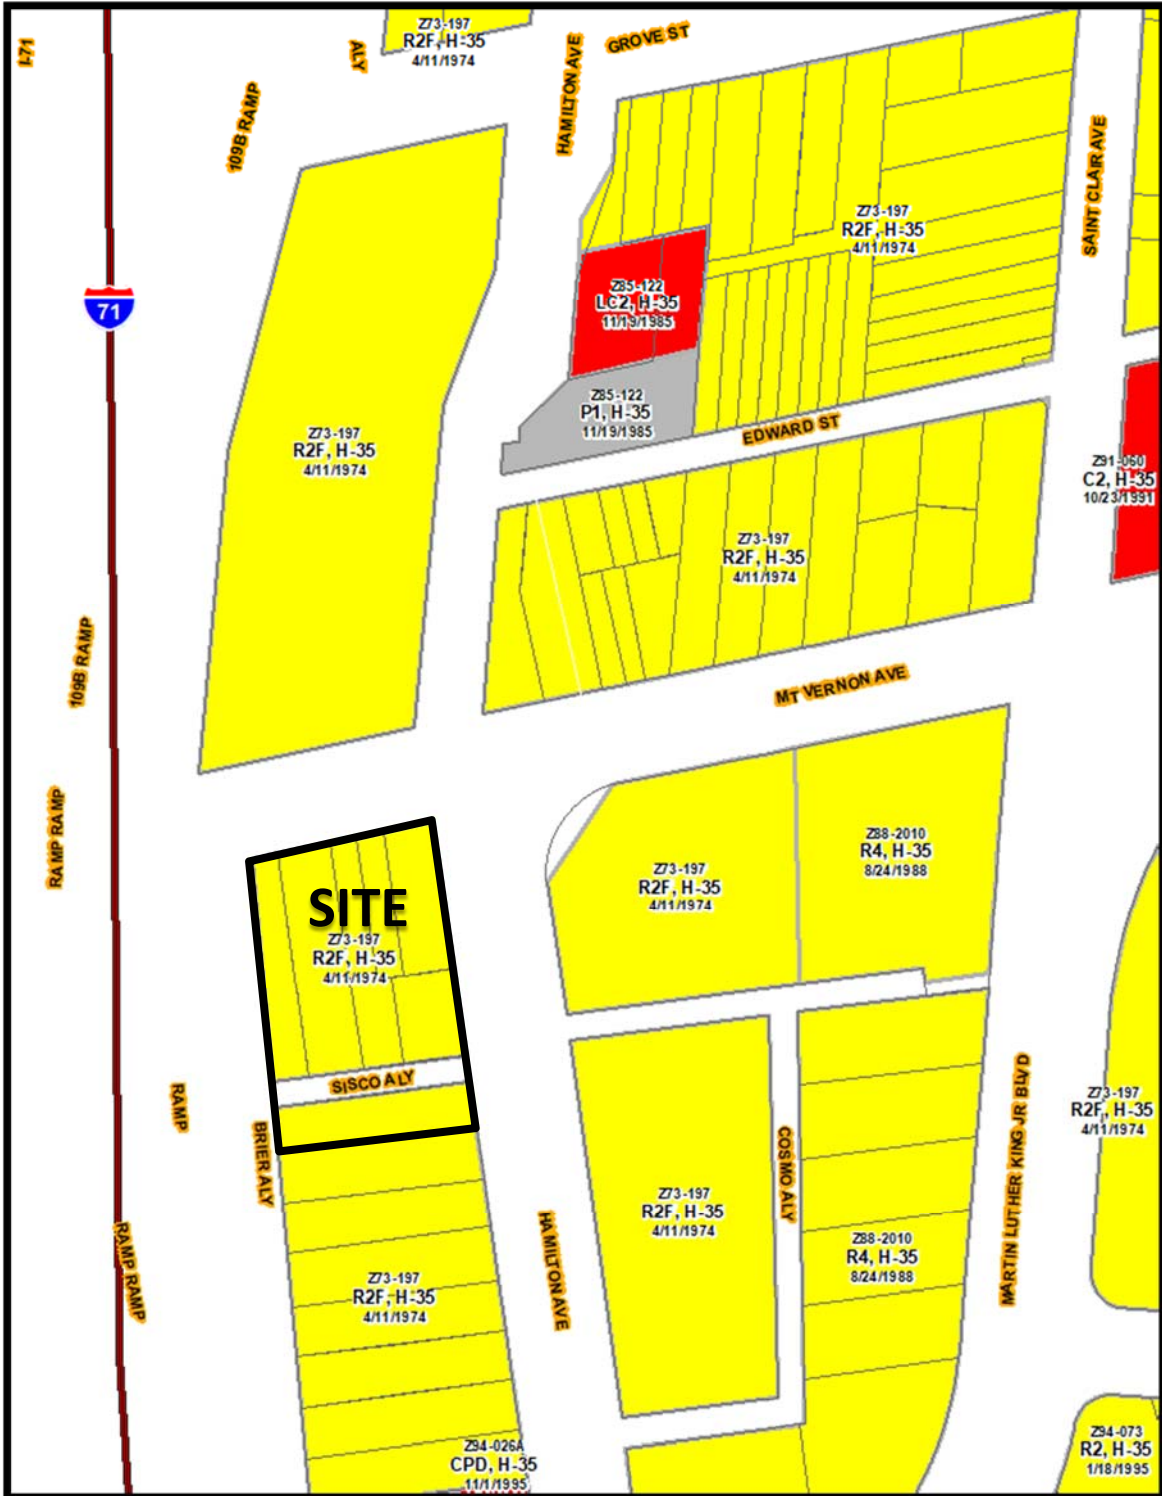 I-71
ALY
Z73-197
R2F, H-35
4/11/1974
HAMILTON AVE
GROVE ST
109B RAMP
SAINT CLAIR AVE
Z73-197
R2F, H-35
4/11/1974
71
Z85-122
LC2, H-35
11/19/1985
Z85-122
P1, H-35
11/19/1985
EDWARD ST
Z73-197
R2F, H-35
4/11/1974
Z91-060
C2, H-35
10/23/1991
Z73-197
R2F, H-35
4/11/1974
109B RAMP
MT VERNON AVE
RAMP RAMP
Z88-2010
R4, H-35
8/24/1988
Z73-197
R2F, H-35
4/11/1974
SITE
Z73-197
R2F, H-35
4/11/1974
SISCO ALY
RAMP
BRIER ALY
Z73-197
R2F, H-35
4/11/1974
COSMO ALY
MARTIN LUTHER KING JR BLVD
Z73-197
R2F, H-35
4/11/1974
HAMILTON AVE
RAMP RAMP
Z88-2010
R4, H-35
8/24/1988
Z73-197
R2F, H-35
4/11/1974
Z94-026A
CPD, H-35
11/1/1995
Z94-073
R2, H-35
1/18/1995